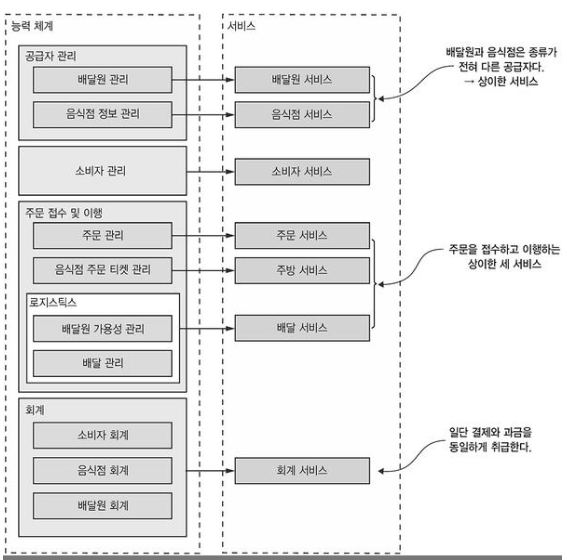 능력 체계
서비스
공급자 관리
배달원 관리
배달원 서비스
음식점 정보 관리
음식점 서비스
배달원과 음식점은 종류가
전혀 다른 공급자다.
→ 상이한 서비스
소비자 관리
소비자 서비스
주문 접수 및 이행
주문 관리
주문 서비스
음식점 주문 티켓 관리
주방 서비스
로지스틱스
배달원 가용성 관리
배달 서비스
배달 관리
주문을 접수하고 이행하는
상이한 세 서비스
회계
소비자 회계
음식점 회계
회계 서비스
배달원 회계
일단 결제와 과금을
동일하게 취급한다.